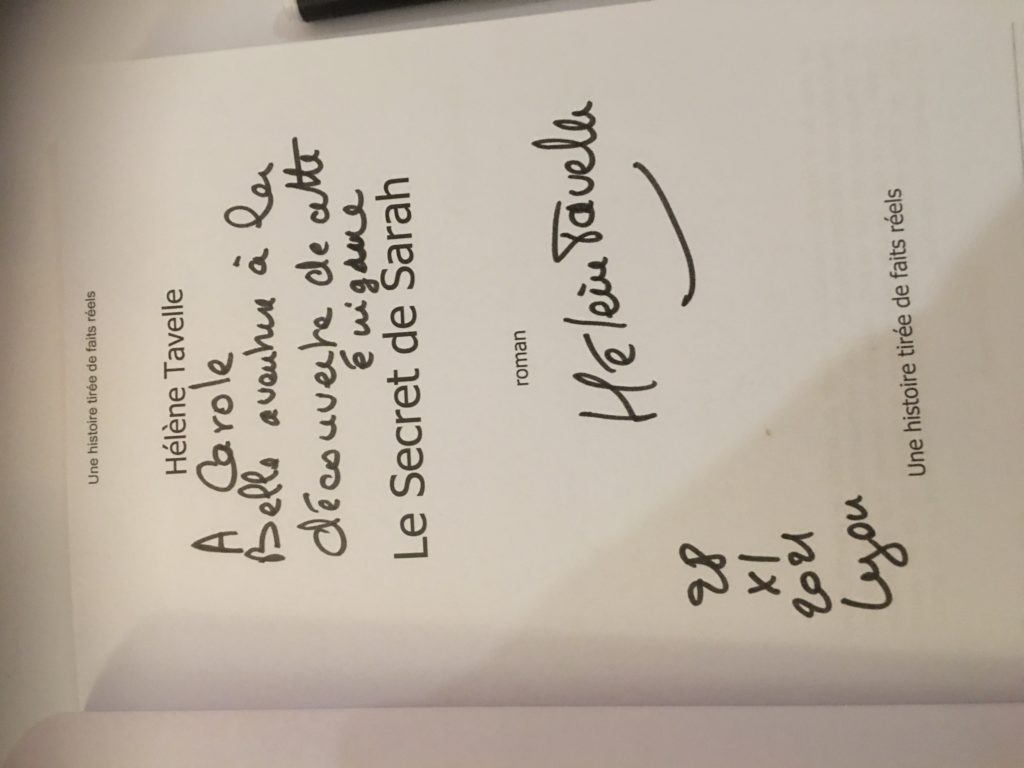 Une histoire tirée de faits réels
Hélène Tavelle
A Carole
Belle aventure à la
découverte de cette
énigme
Le Secret de Sarah
roman
Hélène Tavelle
28
XI
2021
Lyon
Une histoire tirée de faits réels